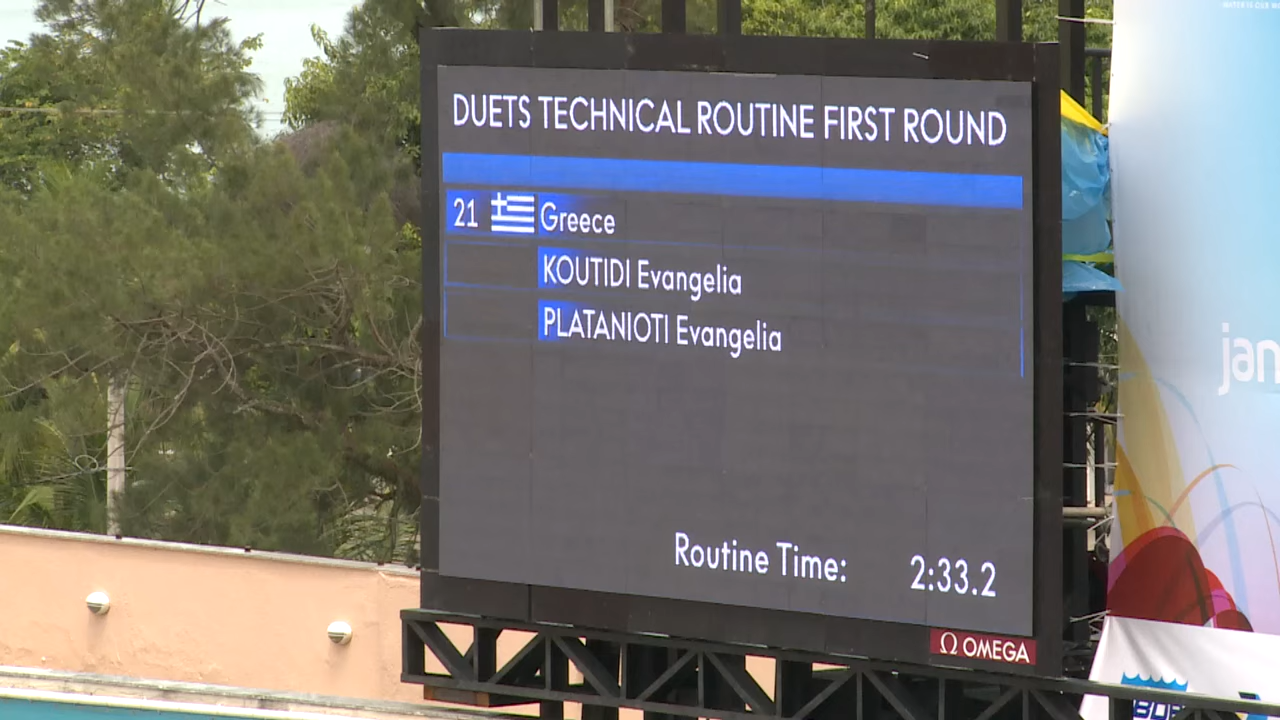 DUETS TECHNICAL ROUTINE FIRST ROUND
21 Greece
KOUTIDI Evangelia
PLATANIOTI Evangelia
Routine Time: 2:33.2
Ω OMEGA
jan